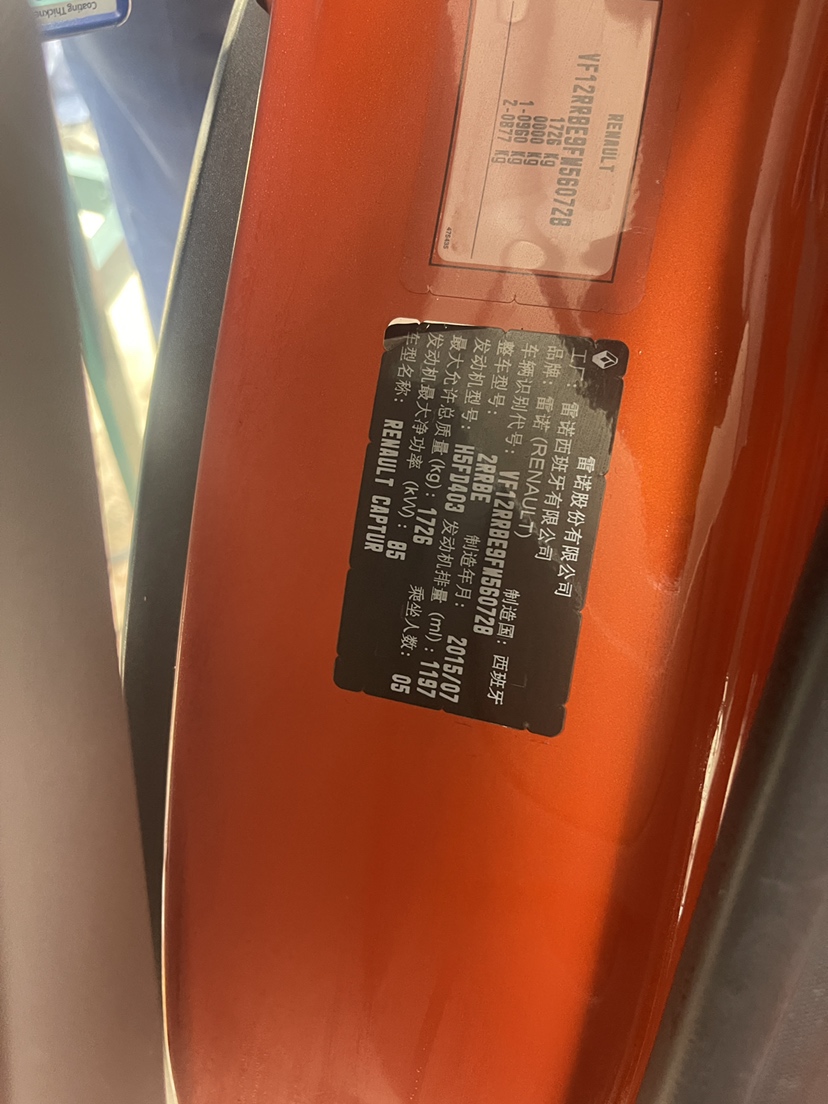 Coating Thickne
RENAULT
VF12RRBE9FW560728
1726 Kg
0000 Kg
1-0960 Kg
2-0877 Kg
475438
雷诺股份有限公司
工厂: 雷诺西班牙有限公司
品牌: 雷诺 (RENAULT) 制造国: 西班牙
车辆识别代号: VF12RRBE9FW560728
整车型号: 2RRBE 制造年月: 2015/07
发动机型号: H5FD403 发动机排量 (ml): 1197
最大允许总质量 (kg): 1726 乘坐人数: 05
发动机最大净功率 (kW): 85
车型名称: RENAULT CAPTUR